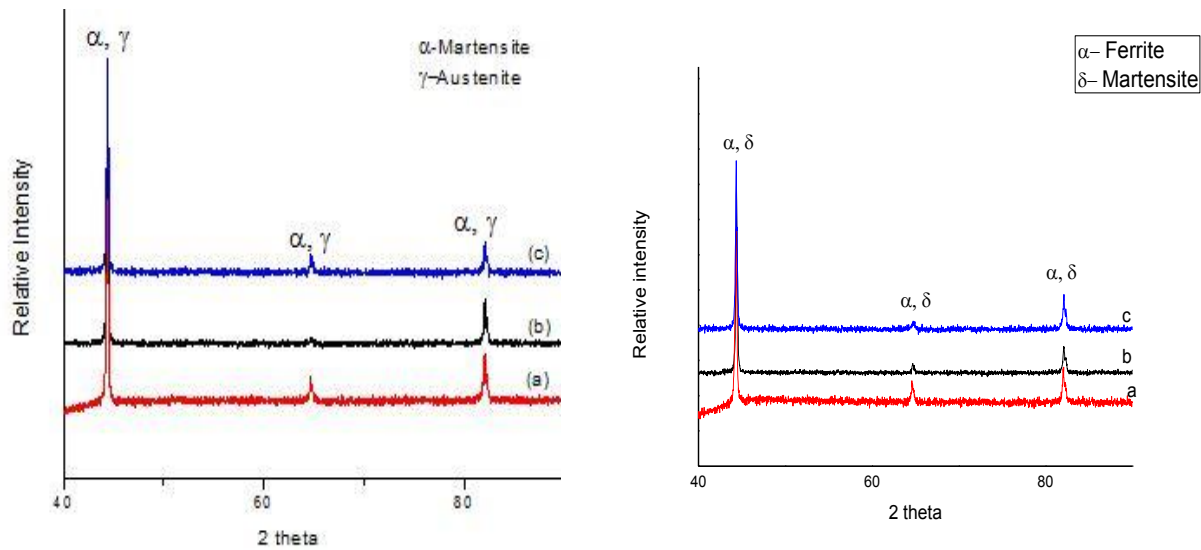 α, γ
α-Martensite
γ-Austenite
α, γ
α, γ
(c)
(b)
(a)
Relative Intensity
40
60
80
2 theta
α– Ferrite
δ– Martensite
α, δ
α, δ
α, δ
c
b
a
Relative intensity
40
60
80
2 theta